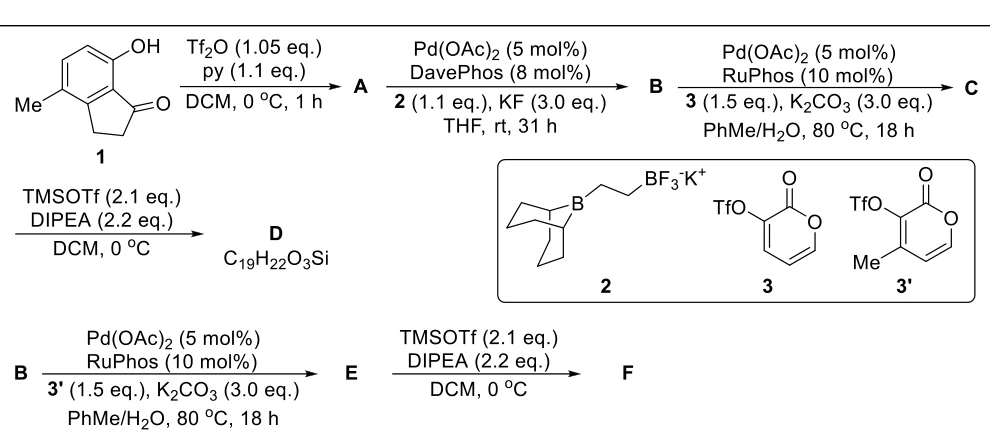 OH
Me
O
1
Tf₂O (1.05 eq.)
py (1.1 eq.)
DCM, 0 °C, 1 h
A
Pd(OAc)₂ (5 mol%)
DavePhos (8 mol%)
2 (1.1 eq.), KF (3.0 eq.)
THF, rt, 31 h
B
Pd(OAc)₂ (5 mol%)
RuPhos (10 mol%)
3 (1.5 eq.), K₂CO₃ (3.0 eq.)
PhMe/H₂O, 80 °C, 18 h
C
TMSOTf (2.1 eq.)
DIPEA (2.2 eq.)
DCM, 0 °C
D
C₁₉H₂₂O₃Si
B
BF₃⁻K⁺
2
O
TfO
O
3
O
TfO
O
Me
3'
B
Pd(OAc)₂ (5 mol%)
RuPhos (10 mol%)
3' (1.5 eq.), K₂CO₃ (3.0 eq.)
PhMe/H₂O, 80 °C, 18 h
E
TMSOTf (2.1 eq.)
DIPEA (2.2 eq.)
DCM, 0 °C
F